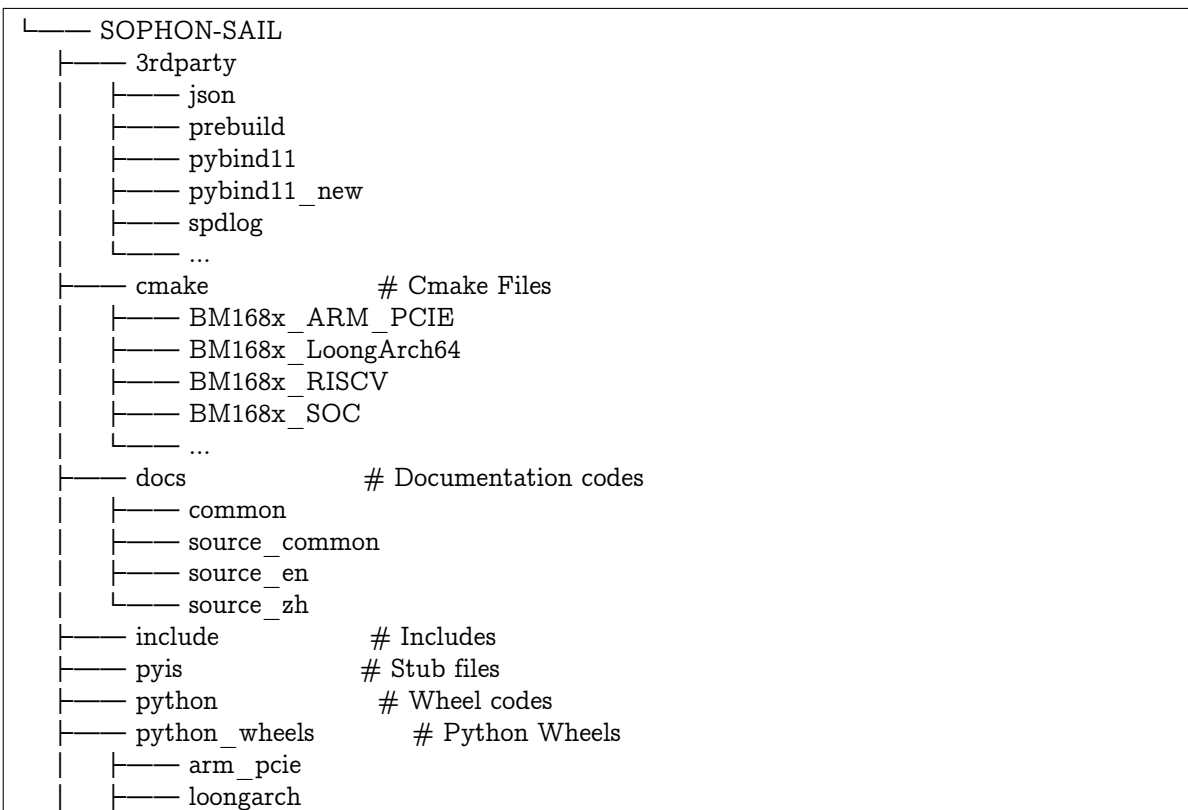 └─── SOPHON-SAIL
    ├─── 3rdparty
    │   ├─── json
    │   ├─── prebuild
    │   ├─── pybind11
    │   ├─── pybind11_new
    │   ├─── spdlog
    │   └─── ...
    ├─── cmake # Cmake Files
    │   ├─── BM168x_ARM_PCIE
    │   ├─── BM168x_LoongArch64
    │   ├─── BM168x_RISCV
    │   ├─── BM168x_SOC
    │   └─── ...
    ├─── docs # Documentation codes
    │   ├─── common
    │   ├─── source_common
    │   ├─── source_en
    │   └─── source_zh
    ├─── include # Includes
    ├─── pyis # Stub files
    ├─── python # Wheel codes
    ├─── python_wheels # Python Wheels
    │   ├─── arm_pcie
    │   ├─── loongarch